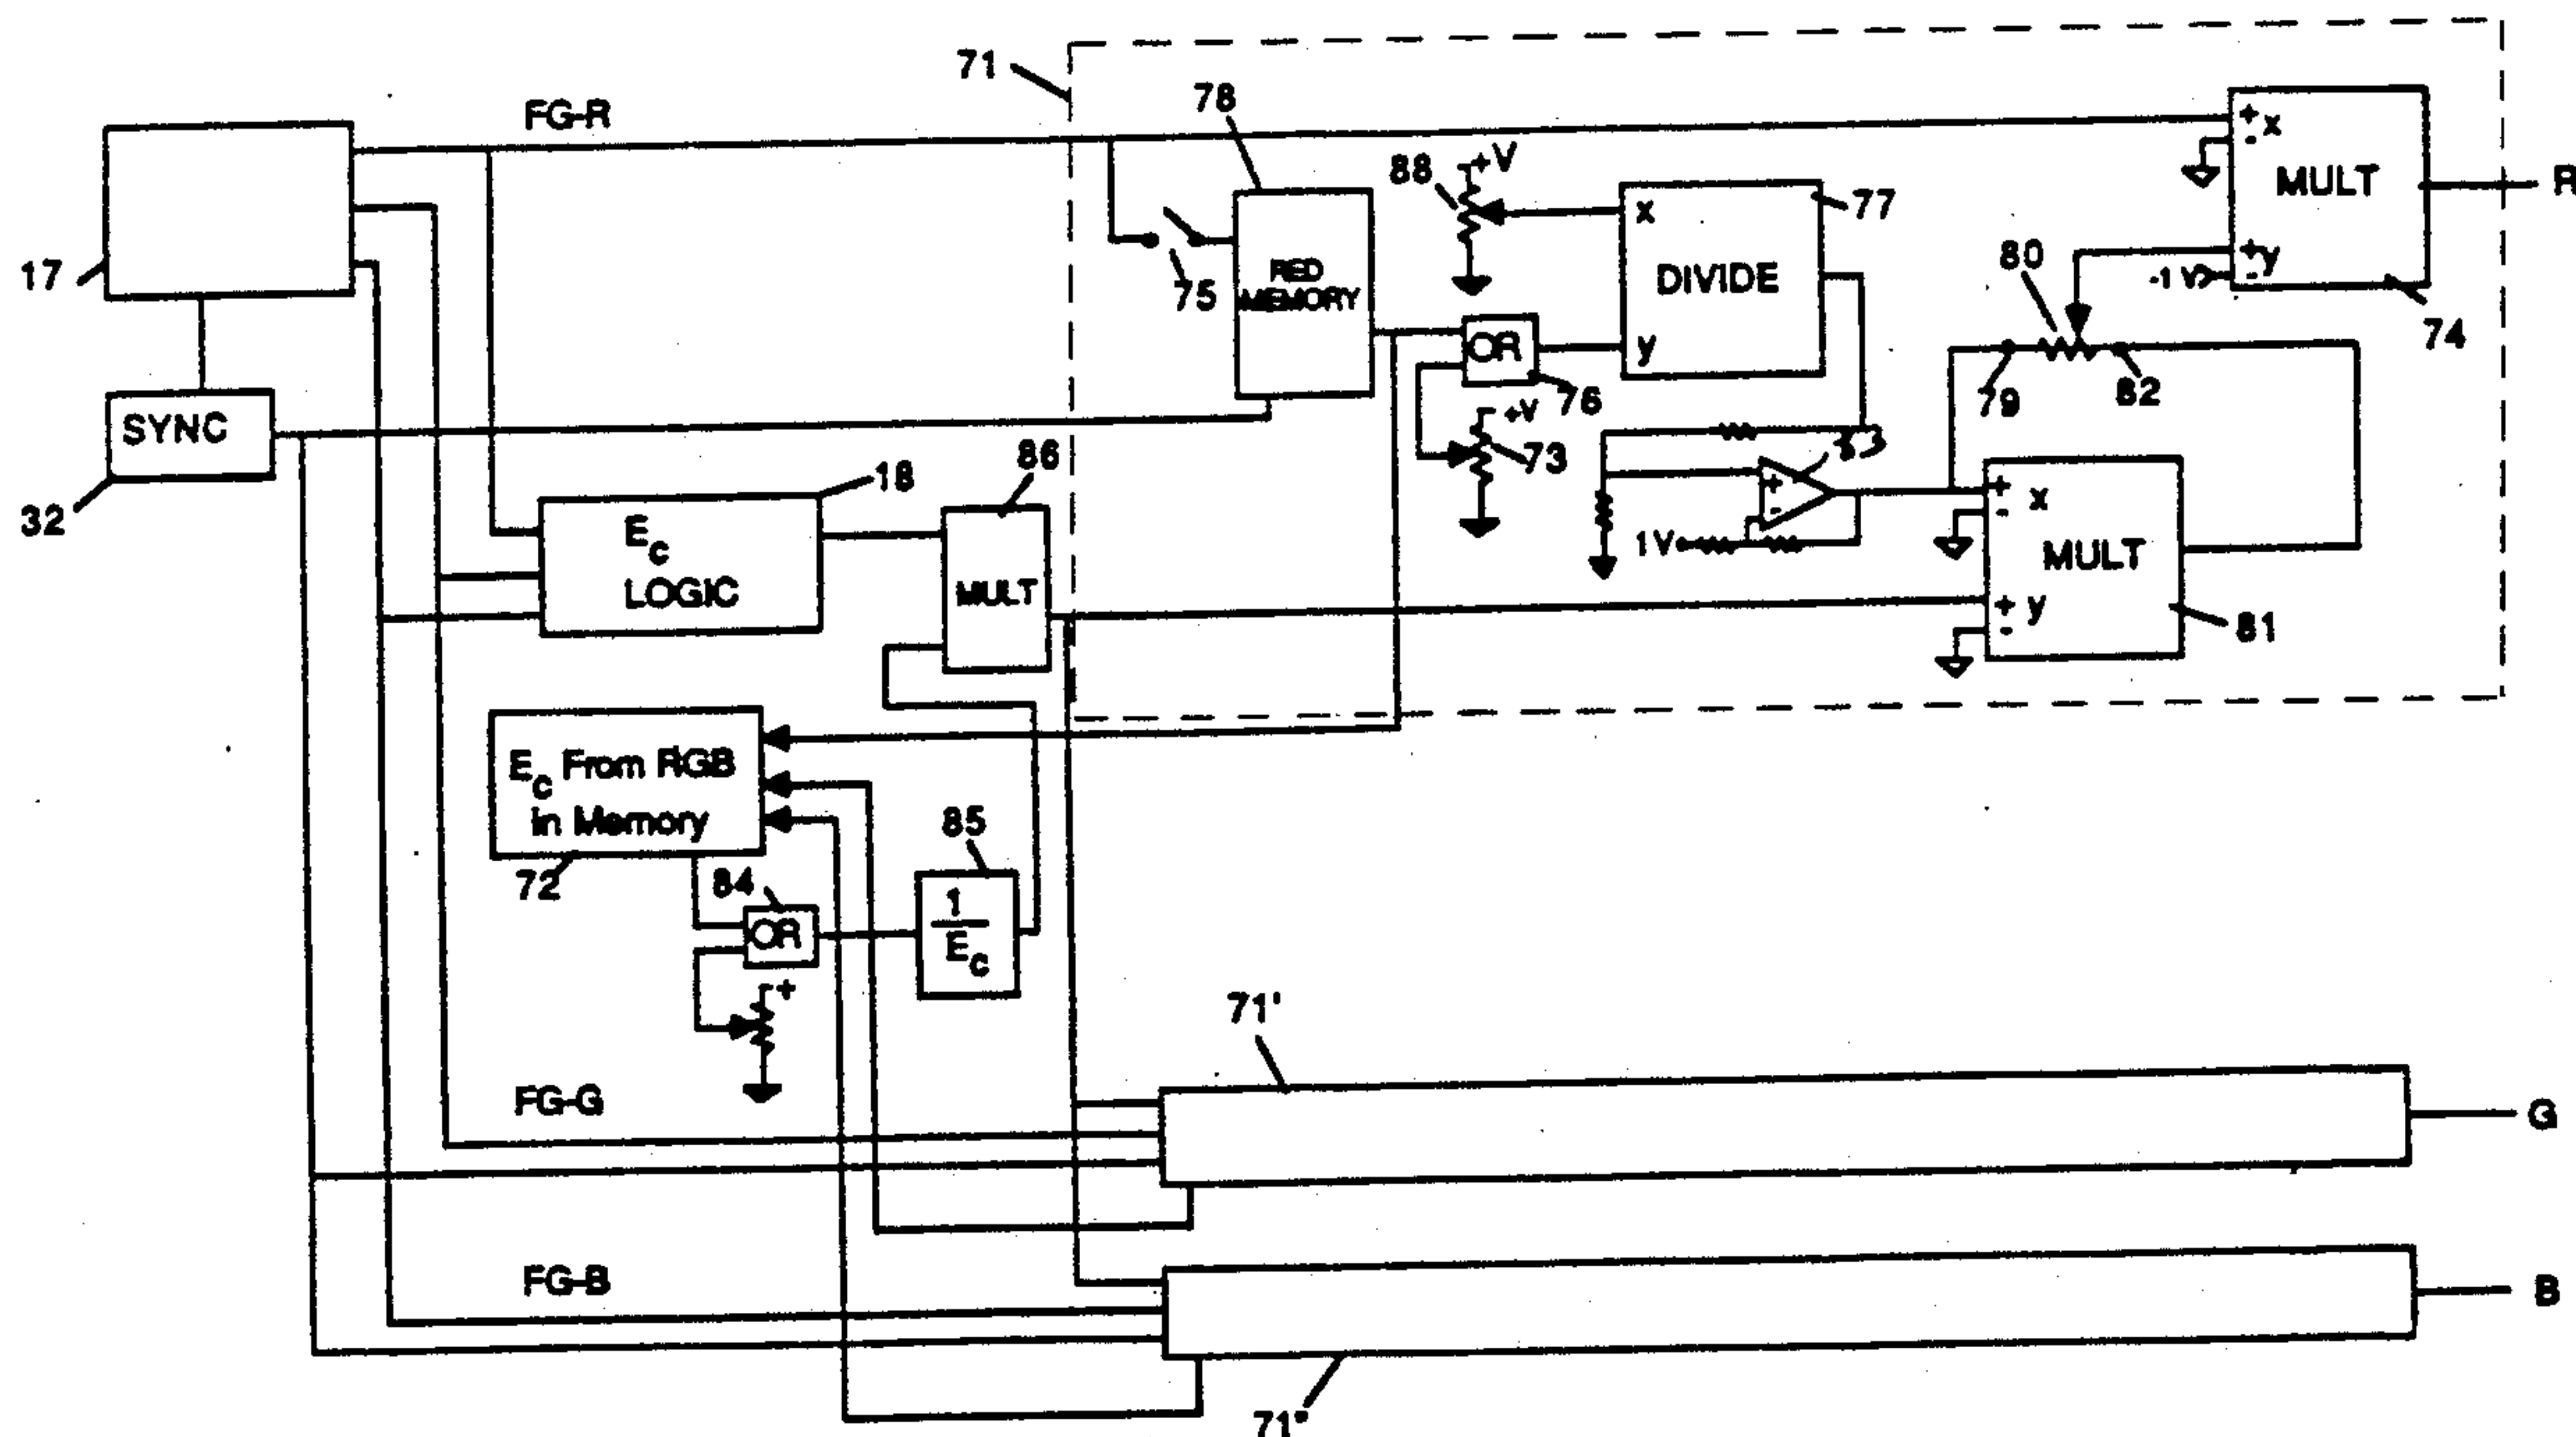 71
78
FG-R
+
x
-
MULT
R
+V
88
x
77
17
75
RED
MEMORY
DIVIDE
80
+
y
-1 V
-
74
OR
y
76
79
82
SYNC
+V
73
83
86
18
32
E
c
LOGIC
+
-
1 V
+
x
-
MULT
+
y
-
81
MULT
E
c
From RGB
in Memory
72
84
85
OR
1
E
c
+
71'
FG-G
G
FG-B
B
71"